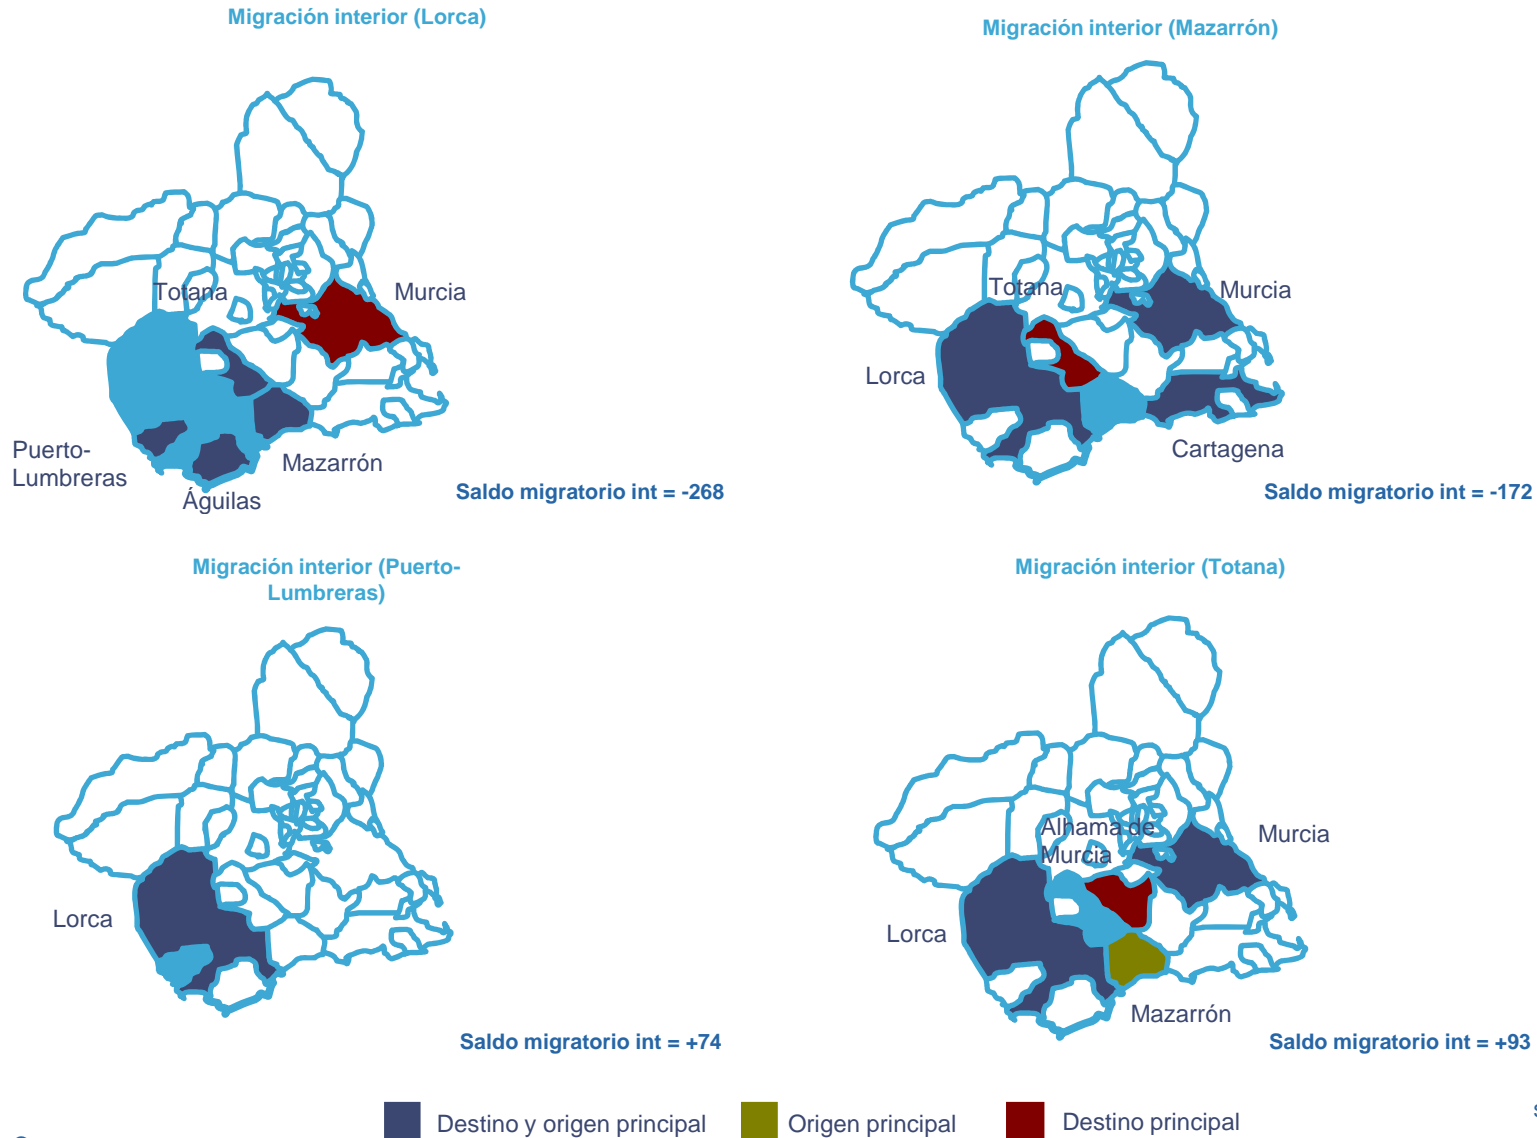 Migración interior (Lorca)
Totana
Murcia
Puerto-
Lumbreras
Mazarrón
Águilas
Saldo migratorio int = -268
Migración interior (Mazarrón)
Totana
Murcia
Lorca
Cartagena
Saldo migratorio int = -172
Migración interior (Puerto-
Lumbreras)
Lorca
Saldo migratorio int = +74
Migración interior (Totana)
Alhama de
Murcia
Murcia
Lorca
Mazarrón
Saldo migratorio int = +93
Destino y origen principal
Origen principal
Destino principal